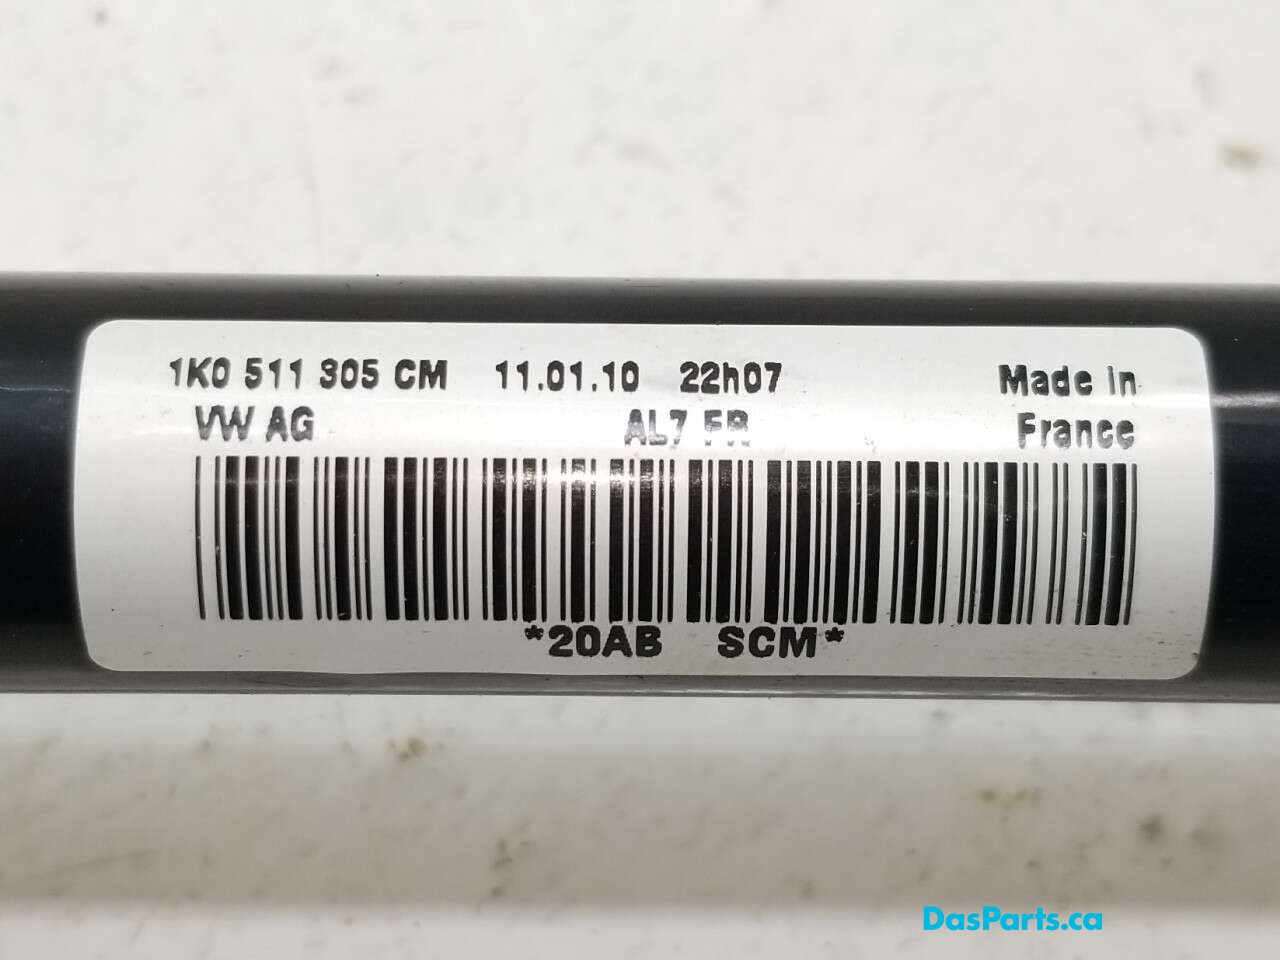 1K0 511 305 CM 11.01.10 22h07 Made in
VW AG AL7 FR France
*20AB SCM*
DasParts.ca